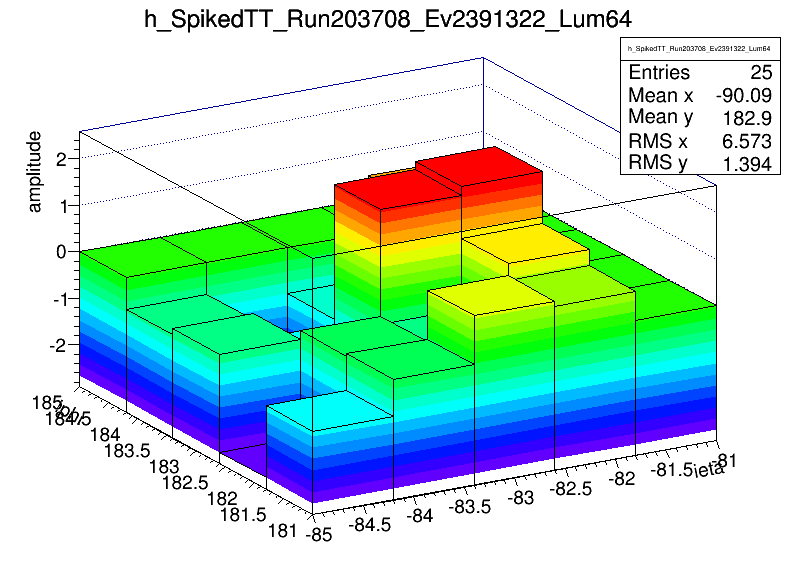 h_SpikedTT_Run203708_Ev2391322_Lum64
h_SpikedTT_Run203708_Ev2391322_Lum64
Entries 25
Mean x -90.09
Mean y 182.9
RMS x 6.573
RMS y 1.394
amplitude
2
1
0
-1
-2
185
184.5
184
183.5
183
182.5
182
181.5
181
-85
-84.5
-84
-83.5
-83
-82.5
-82
-81.5
-81
ieta